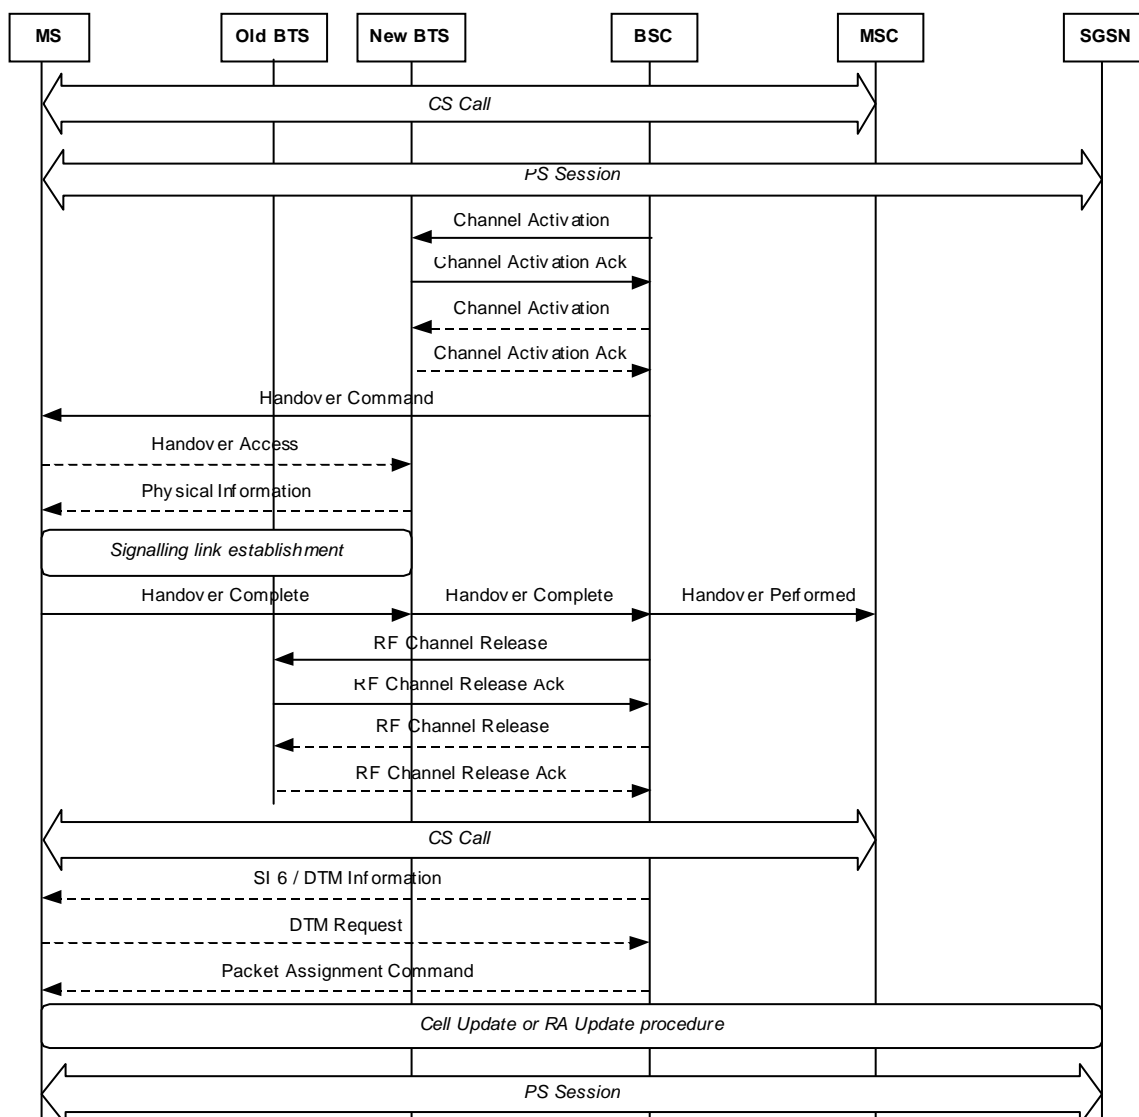 MS Old BTS New BTS BSC MSC SGSN
CS Call
PS Session
Channel Activation
Channel Activation Ack
Channel Activation
Channel Activation Ack
Handover Command
Handover Access
Physical Information
Signalling link establishment
Handover Complete Handover Complete Handover Performed
RF Channel Release
RF Channel Release Ack
RF Channel Release
RF Channel Release Ack
CS Call
SI 6 / DTM Information
DTM Request
Packet Assignment Command
Cell Update or RA Update procedure
PS Session